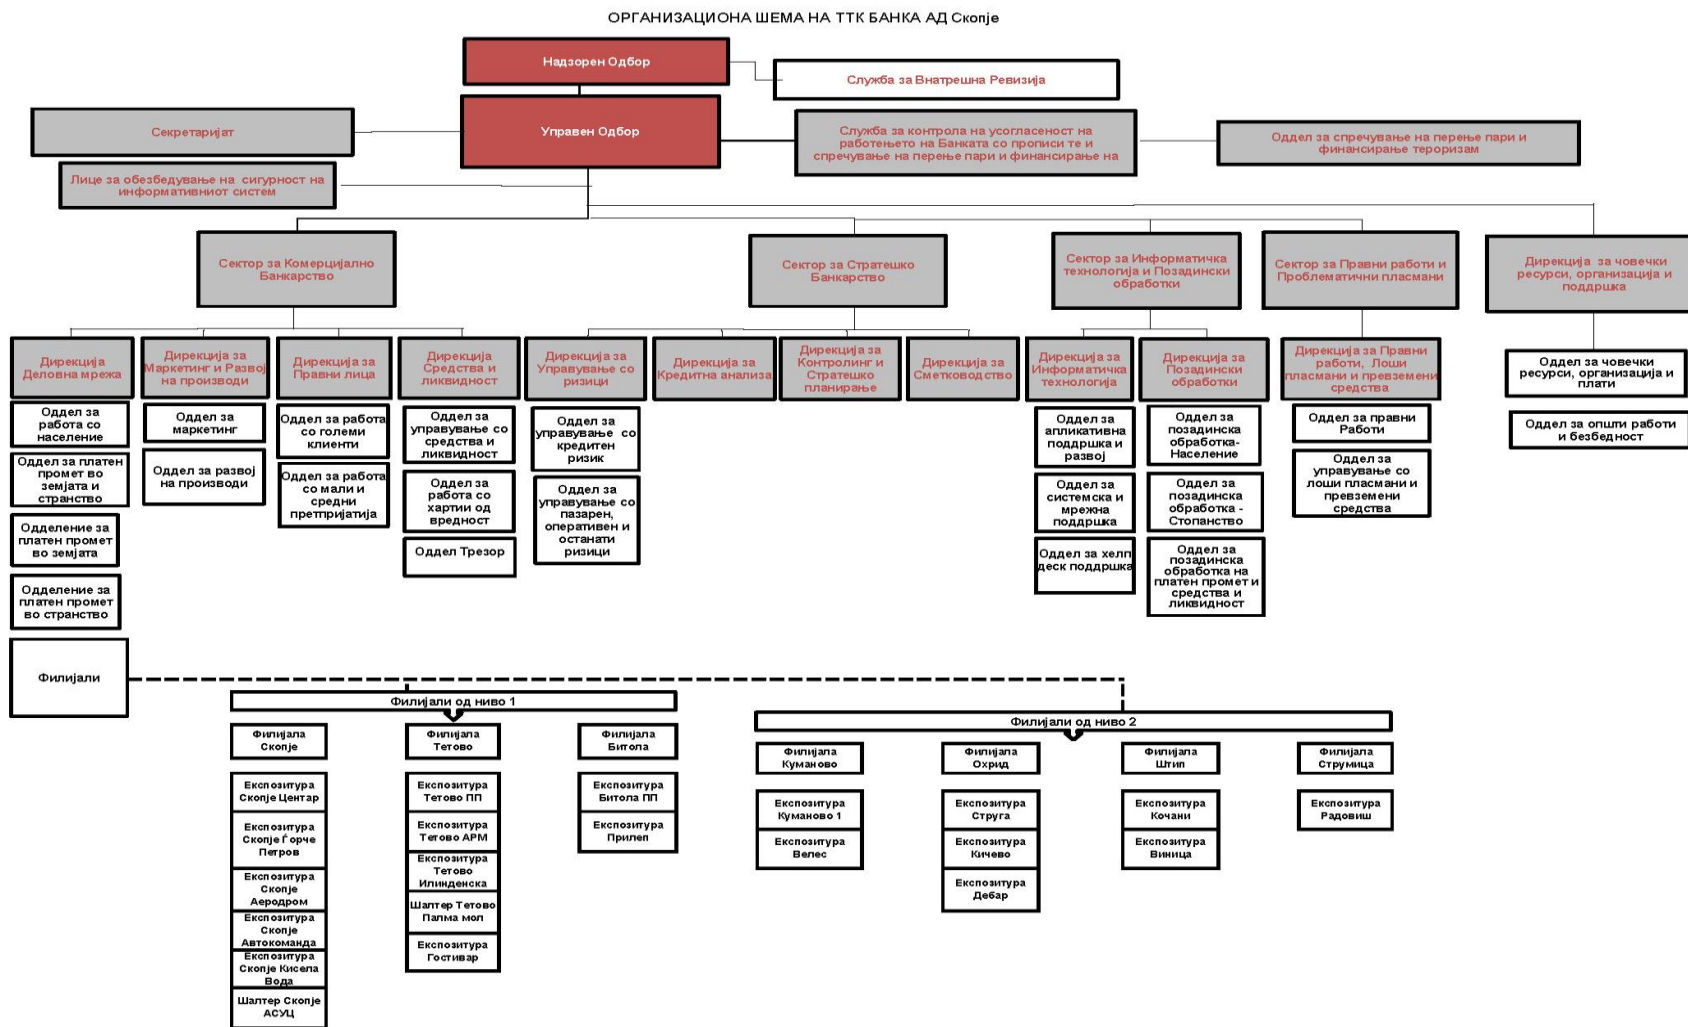 ОРГАНИЗАЦИОНА ШЕМА НА ТТК БАНКА АД Скопје
Надзорен Одбор
Служба за Внатрешна Ревизија
Секретаријат
Управен Одбор
Служба за контрола на усогласеност на
работењето на Банката со прописи те и
спречување на перење пари и финансирање на
Оддел за спречување на перење пари и
финансирање тероризам
Лице за обезбедување на сигурност на
информативниот систем
Сектор за Комерцијално
Банкарство
Сектор за Стратешко
Банкарство
Сектор за Информатичка
технологија и Позадински
обработки
Сектор за Правни работи и
Проблематични пласмани
Дирекција за човечки
ресурси, организација и
поддршка
Дирекција
Деловна мрежа
Дирекција за
Маркетинг и Развој
на производи
Дирекција за
Правни лица
Дирекција
Средства и
ликвидност
Дирекција за
Управување со
ризици
Дирекција за
Кредитна анализа
Дирекција за
Контролинг и
Стратешко
планирање
Дирекција за
Сметководство
Дирекција за
Информатичка
технологија
Дирекција за
Позадински
обработки
Дирекција за Правни
работи, Лоши
пласмани и превземени
средства
Оддел за човечки
ресурси, организација и
плати
Оддел за општи работи
и безбедност
Оддел за
работа со
население
Оддел за платен
промет во
земјата и
странство
Одделение за
платен промет
во земјата
Одделение за
платен промет
во странство
Филијали
Оддел за
маркетинг
Оддел за развој
на производи
Оддел за работа
со големи
клиенти
Оддел за работа
со мали и
средни
претпријатија
Оддел за
управување со
средства и
ликвидност
Оддел за
работа со
хартии од
вредност
Оддел Трезор
Оддел за
управување со
кредитен
ризик
Оддел за
управување со
пазарен,
оперативен и
останати
ризици
Оддел за
апликативна
поддршка и
развој
Оддел за
системска и
мрежна
поддршка
Оддел за хелп
деск поддршка
Оддел за
позадинска
обработка-
Население
Оддел за
позадинска
обработка -
Стопанство
Оддел за
позадинска
обработка на
платен промет и
средства и
ликвидност
Оддел за правни
Работи
Оддел за
управување со
лоши пласмани и
превземени
средства
Филијали од ниво 1
Филијала
Скопје
Експозитура
Скопје Центар
Експозитура
Скопје Ѓорче
Петров
Експозитура
Скопје
Аеродром
Експозитура
Скопје
Автокоманда
Експозитура
Скопје Кисела
Вода
Шалтер Скопје
АСУЦ
Филијала
Тетово
Експозитура
Тетово ПП
Експозитура
Тетово АРМ
Експозитура
Тетово
Илинденска
Шалтер Тетово
Палма мол
Експозитура
Гостивар
Филијала
Битола
Експозитура
Битола ПП
Експозитура
Прилеп
Филијали од ниво 2
Филијала
Куманово
Експозитура
Куманово 1
Експозитура
Велес
Филијала
Охрид
Експозитура
Струга
Експозитура
Кичево
Експозитура
Дебар
Филијала
Штип
Експозитура
Кочани
Експозитура
Виница
Филијала
Струмица
Експозитура
Радовиш